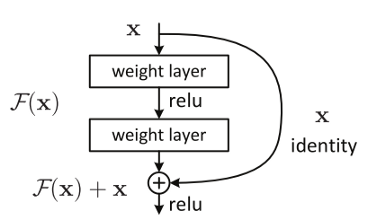 x
weight layer
F(x)
relu
x
weight layer
identity
F(x) + x
relu